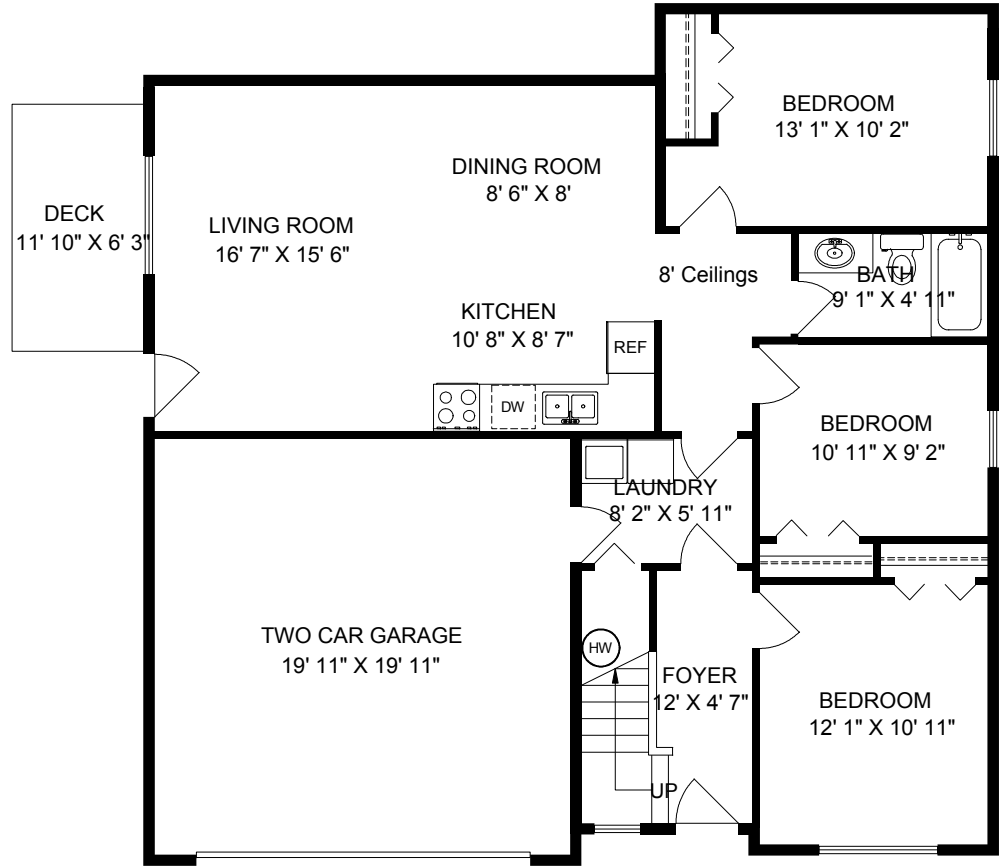 BEDROOM
13' 1" X 10' 2"
DINING ROOM
8' 6" X 8'
DECK
11' 10" X 6' 3"
LIVING ROOM
16' 7" X 15' 6"
8' Ceilings
BATH
9' 1" X 4' 11"
KITCHEN
10' 8" X 8' 7"
REF
DW
BEDROOM
10' 11" X 9' 2"
LAUNDRY
8' 2" X 5' 11"
TWO CAR GARAGE
19' 11" X 19' 11"
HW
FOYER
12' X 4' 7"
BEDROOM
12' 1" X 10' 11"
UP